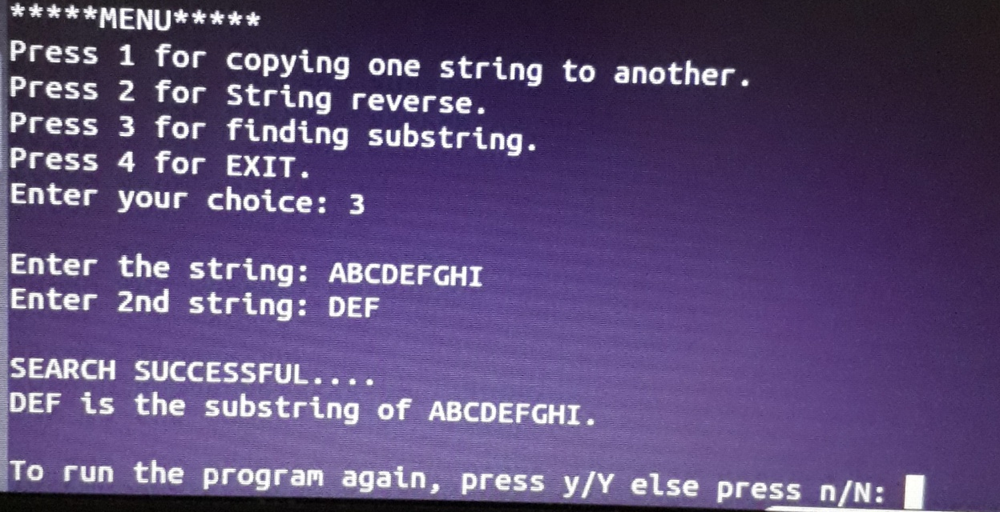 *****MENU*****
Press 1 for copying one string to another.
Press 2 for String reverse.
Press 3 for finding substring.
Press 4 for EXIT.
Enter your choice: 3
Enter the string: ABCDEFGHI
Enter 2nd string: DEF
SEARCH SUCCESSFUL....
DEF is the substring of ABCDEFGHI.
To run the program again, press y/Y else press n/N: